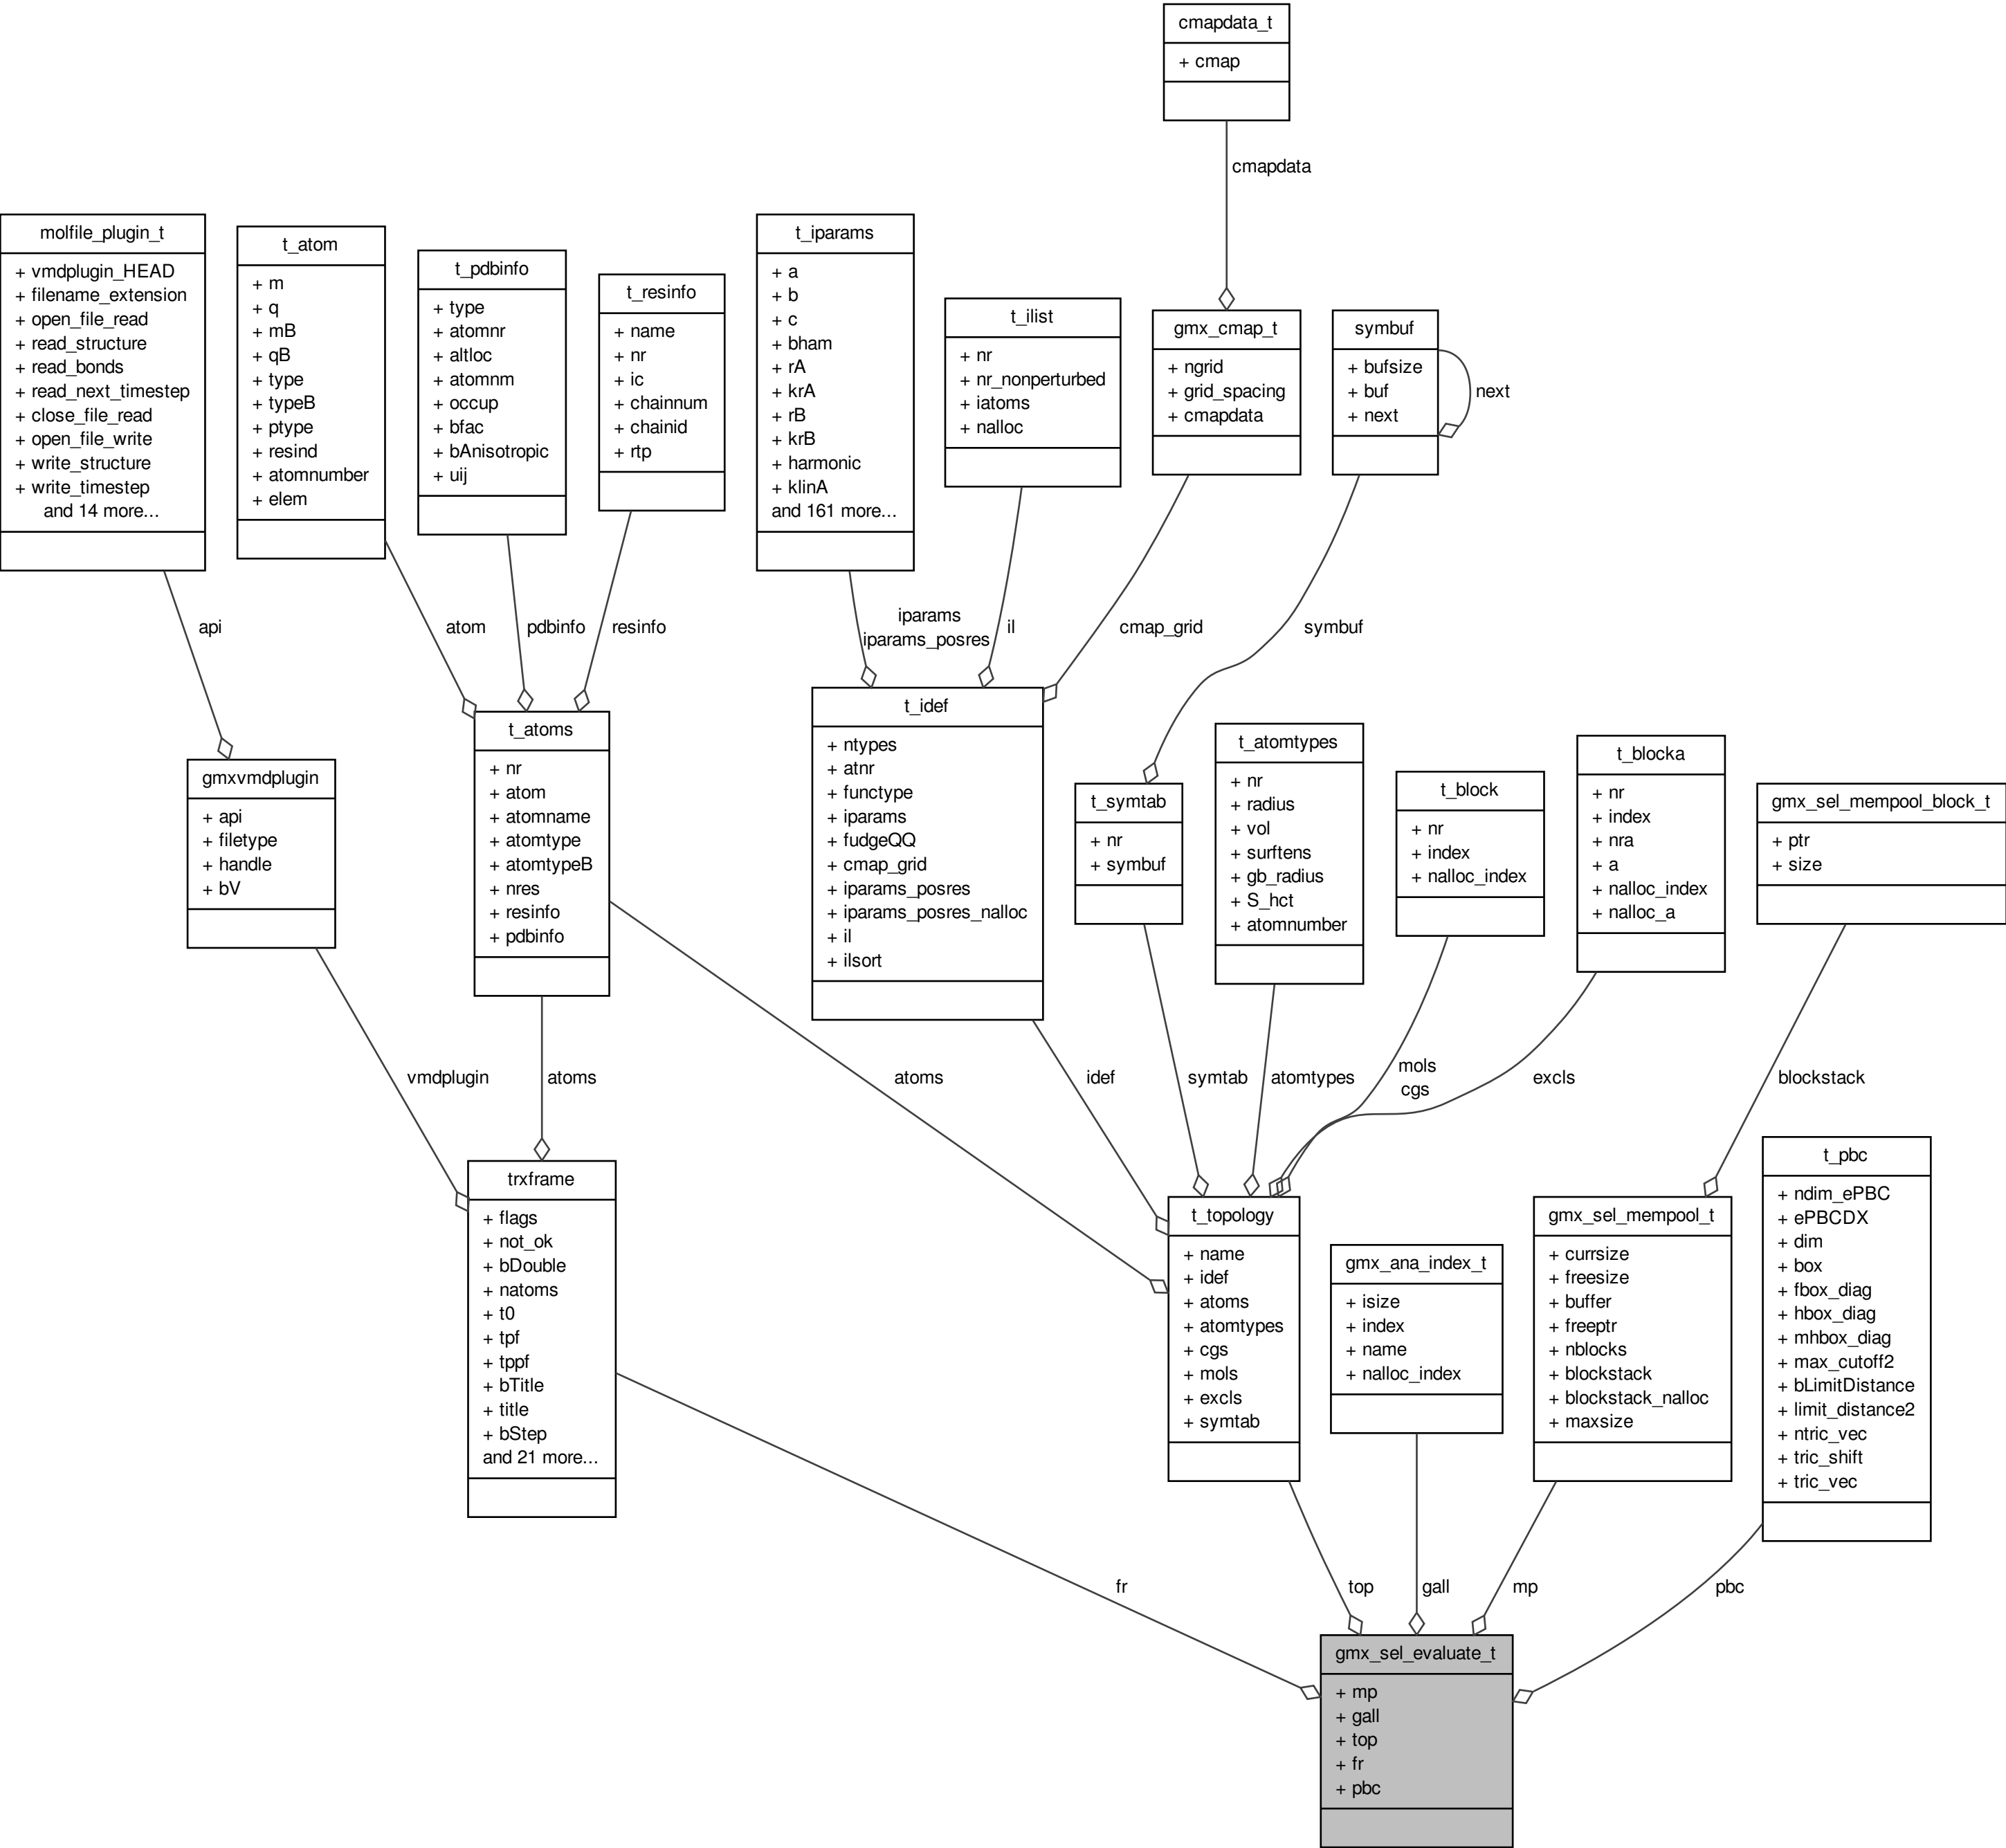 cmapdata_t
+ cmap
cmapdata
molfile_plugin_t
+ vmdplugin_HEAD
+ filename_extension
+ open_file_read
+ read_structure
+ read_bonds
+ read_next_timestep
+ close_file_read
+ open_file_write
+ write_structure
+ write_timestep
and 14 more...
t_atom
+ m
+ q
+ mB
+ qB
+ type
+ typeB
+ ptype
+ resind
+ atomnumber
+ elem
t_pdbinfo
+ type
+ atomnr
+ altloc
+ atomnm
+ occup
+ bfac
+ bAnisotropic
+ uij
t_resinfo
+ name
+ nr
+ ic
+ chainnum
+ chainid
+ rtp
t_iparams
+ a
+ b
+ c
+ bham
+ rA
+ krA
+ rB
+ krB
+ harmonic
+ klinA
and 161 more...
t_ilist
+ nr
+ nr_nonperturbed
+ iatoms
+ nalloc
gmx_cmap_t
+ ngrid
+ grid_spacing
+ cmapdata
symbuf
+ bufsize
+ buf
+ next
next
api
atom
pdbinfo
resinfo
iparams
iparams_posres
il
cmap_grid
symbuf
gmxvmdplugin
+ api
+ filetype
+ handle
+ bV
t_atoms
+ nr
+ atom
+ atomname
+ atomtype
+ atomtypeB
+ nres
+ resinfo
+ pdbinfo
t_idef
+ ntypes
+ atnr
+ functype
+ iparams
+ fudgeQQ
+ cmap_grid
+ iparams_posres
+ iparams_posres_nalloc
+ il
+ ilsort
t_symtab
+ nr
+ symbuf
t_atomtypes
+ nr
+ radius
+ vol
+ surftens
+ gb_radius
+ S_hct
+ atomnumber
t_block
+ nr
+ index
+ nalloc_index
t_blocka
+ nr
+ index
+ nra
+ a
+ nalloc_index
+ nalloc_a
gmx_sel_mempool_block_t
+ ptr
+ size
vmdplugin
atoms
atoms
idef
symtab
atomtypes
mols
cgs
excls
blockstack
trxframe
+ flags
+ not_ok
+ bDouble
+ natoms
+ t0
+ tpf
+ tppf
+ bTitle
+ title
+ bStep
and 21 more...
t_topology
+ name
+ idef
+ atoms
+ atomtypes
+ cgs
+ mols
+ excls
+ symtab
gmx_ana_index_t
+ isize
+ index
+ name
+ nalloc_index
gmx_sel_mempool_t
+ currsize
+ freesize
+ buffer
+ freeptr
+ nblocks
+ blockstack
+ blockstack_nalloc
+ maxsize
t_pbc
+ ndim_ePBC
+ ePBCDX
+ dim
+ box
+ fbox_diag
+ hbox_diag
+ mhbox_diag
+ max_cutoff2
+ bLimitDistance
+ limit_distance2
+ ntric_vec
+ tric_shift
+ tric_vec
fr
top
gall
mp
pbc
gmx_sel_evaluate_t
+ mp
+ gall
+ top
+ fr
+ pbc